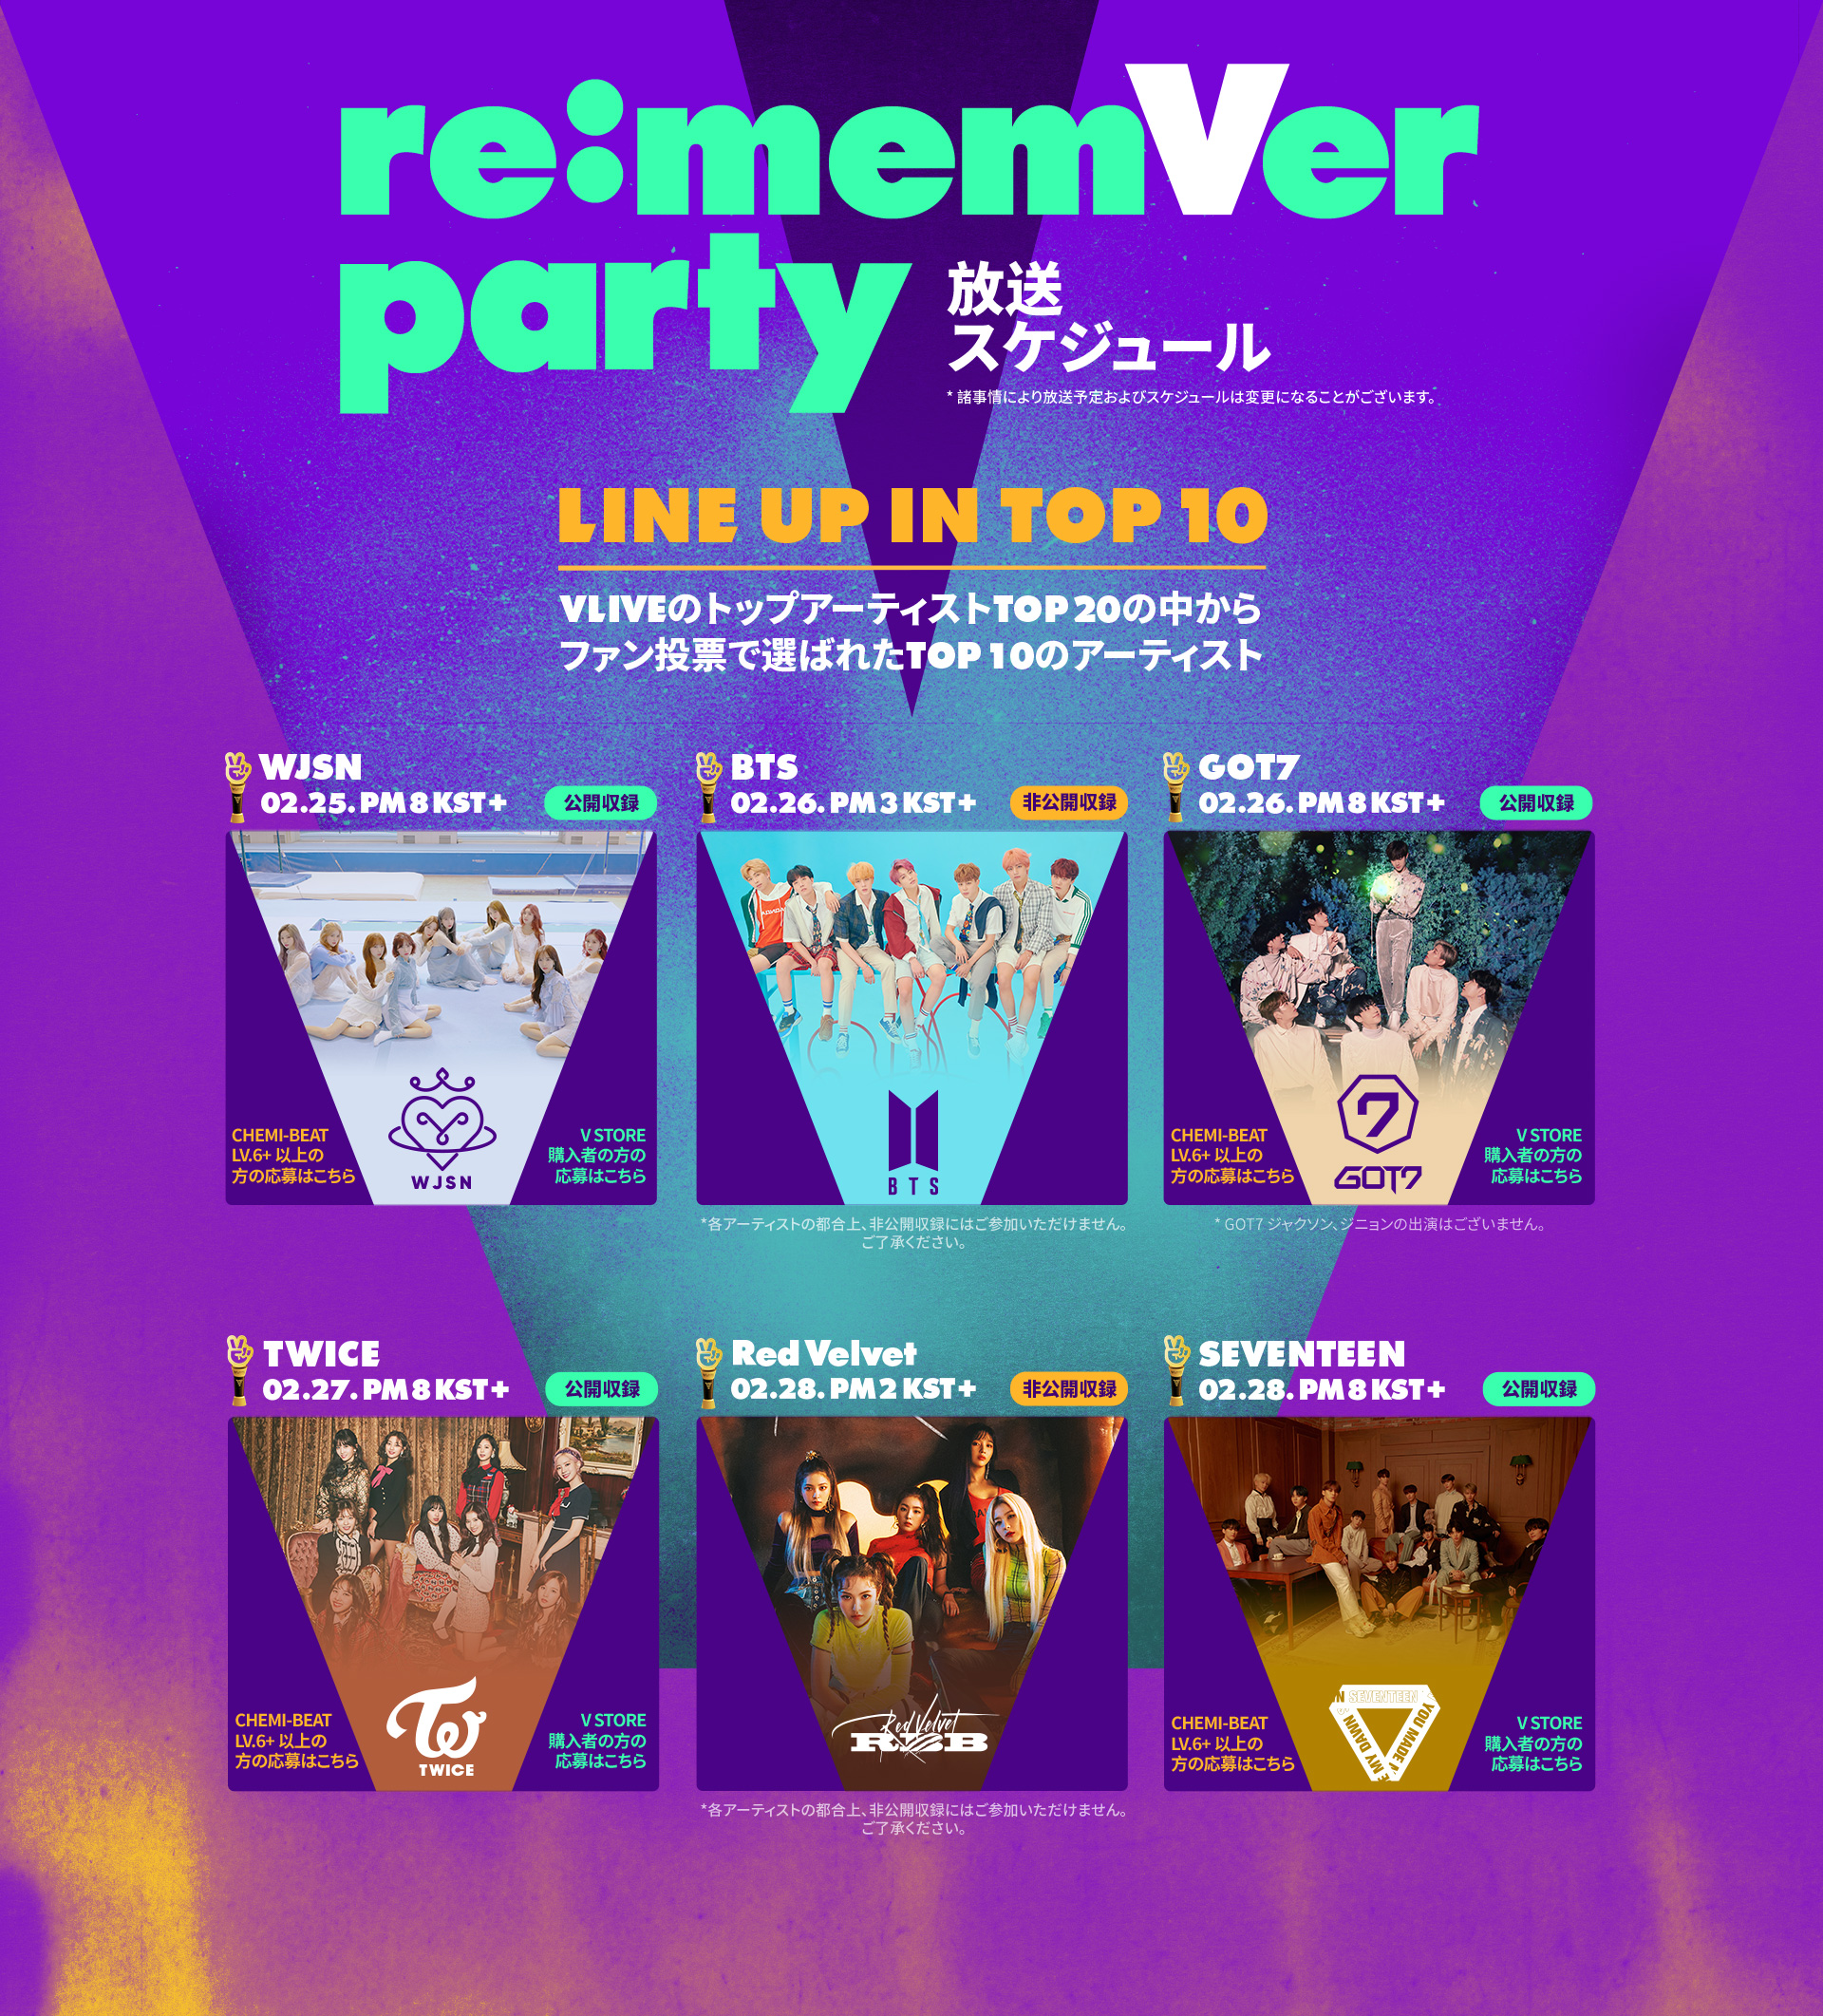 re:memVer
party
放送
スケジュール
* 諸事情により放送予定およびスケジュールは変更になることがございます。
LINE UP IN TOP 10
VLIVEのトップアーティストTOP 20の中から
ファン投票で選ばれたTOP 10のアーティスト
WJSN
02.25. PM 8 KST+
公開収録
CHEMI-BEAT
LV.6+ 以上の
方の応募はこちら
WJSN
V STORE
購入者の方の
応募はこちら
BTS
02.26. PM 3 KST+
非公開収録
BTS
*各アーティストの都合上、非公開収録にはご参加いただけません。
ご了承ください。
GOT7
02.26. PM 8 KST+
公開収録
CHEMI-BEAT
LV.6+ 以上の
方の応募はこちら
7
GOT7
V STORE
購入者の方の
応募はこちら
* GOT7 ジャクソン、ジニョンの出演はございません。
TWICE
02.27. PM 8 KST+
公開収録
CHEMI-BEAT
LV.6+ 以上の
方の応募はこちら
TWICE
V STORE
購入者の方の
応募はこちら
Red Velvet
02.28. PM 2 KST+
非公開収録
Red Velvet
RBB
*各アーティストの都合上、非公開収録にはご参加いただけません。
ご了承ください。
SEVENTEEN
02.28. PM 8 KST+
公開収録
CHEMI-BEAT
LV.6+ 以上の
方の応募はこちら
SEVENTEEN
YOU MADE
MY DAWN
V STORE
購入者の方の
応募はこちら